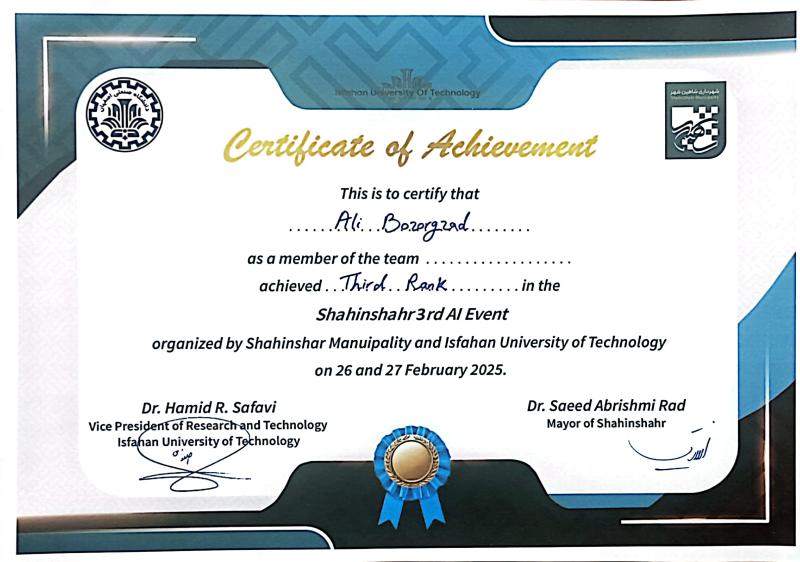 Isfahan University Of Technology
دانشگاه صنعتی اصفهان
شهرداری شاهین شهر
Shahinshahr Municipality
Certificate of Achievement
This is to certify that
......Ali...Bozorgzad........
as a member of the team ...................
achieved ..Third..Rank......... in the
Shahinshahr 3rd AI Event
organized by Shahinshar Manuipality and Isfahan University of Technology
on 26 and 27 February 2025.
Dr. Hamid R. Safavi
Vice President of Research and Technology
Isfahan University of Technology
Dr. Saeed Abrishmi Rad
Mayor of Shahinshahr